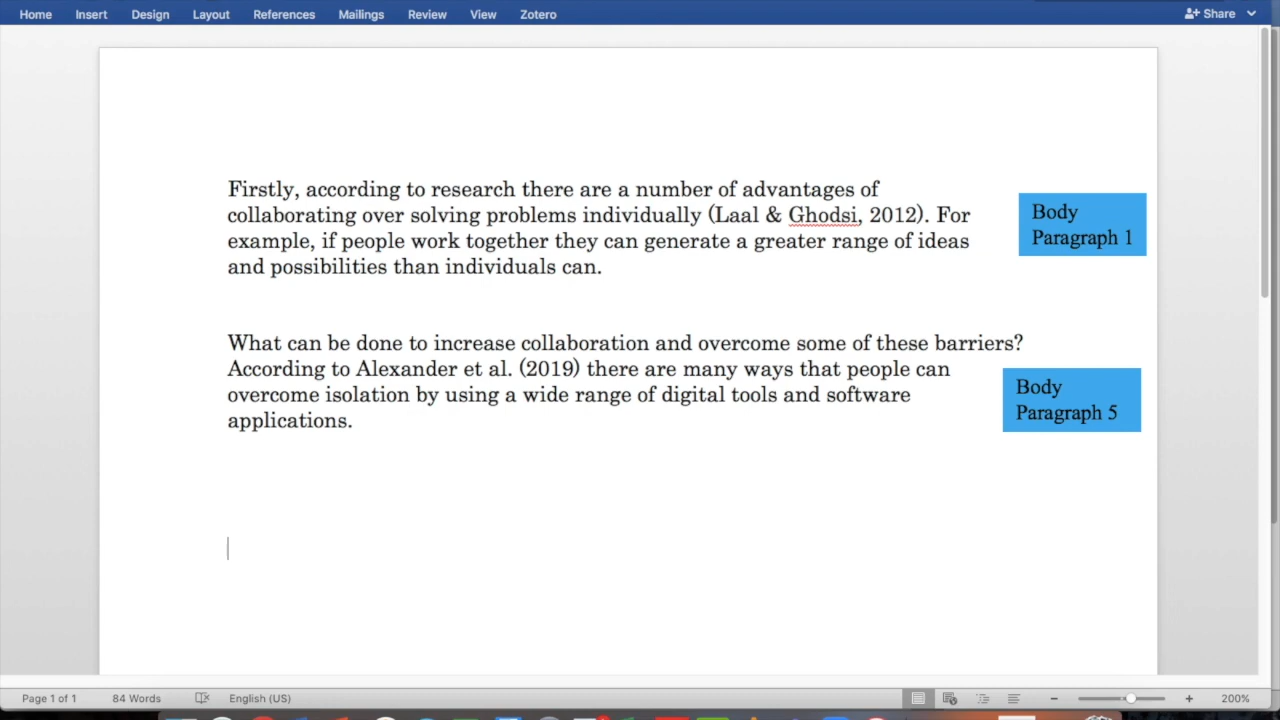 Home Insert Design Layout References Mailings Review View Zotero Share
Firstly, according to research there are a number of advantages of
collaborating over solving problems individually (Laal & Ghodsi, 2012). For
example, if people work together they can generate a greater range of ideas
and possibilities than individuals can.
Body
Paragraph 1
What can be done to increase collaboration and overcome some of these barriers?
According to Alexander et al. (2019) there are many ways that people can
overcome isolation by using a wide range of digital tools and software
applications.
Body
Paragraph 5
Page 1 of 1 84 Words English (US) 200%